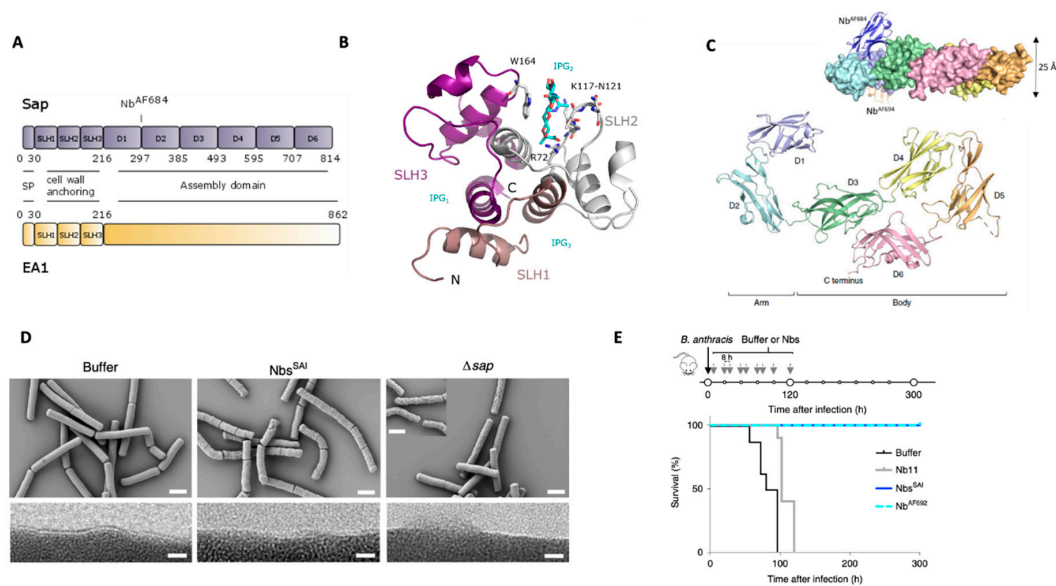 A
Sap
Nb^AF684
SLH1 SLH2 SLH3 D1 D2 D3 D4 D5 D6
0 30 216 297 385 493 595 707 814
SP cell wall anchoring Assembly domain
0 30 216 862
SLH1 SLH2 SLH3
EA1
B
W164
IPG2
K117-N121
SLH2
R72
SLH3
C
IPG1
IPG3
SLH1
N
C
Nb^AF684
25 Å
Nb^AF694
D1
D4
D3
D2
D5
D6
C terminus
Arm
Body
D
Buffer
Nbs^SAI
Δsap
E
B. anthracis Buffer or Nbs
8 h
0 120 300
Time after infection (h)
100
50
0
Survival (%)
Buffer
Nb11
Nbs^SAI
Nb^AF692
0 100 200 300
Time after infection (h)